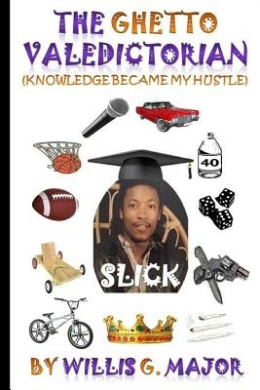 THE GHETTO
VALEDICTORIAN
(KNOWLEDGE BECAME MY HUSTLE)
40
SLICK
BY WILLIS G. MAJOR